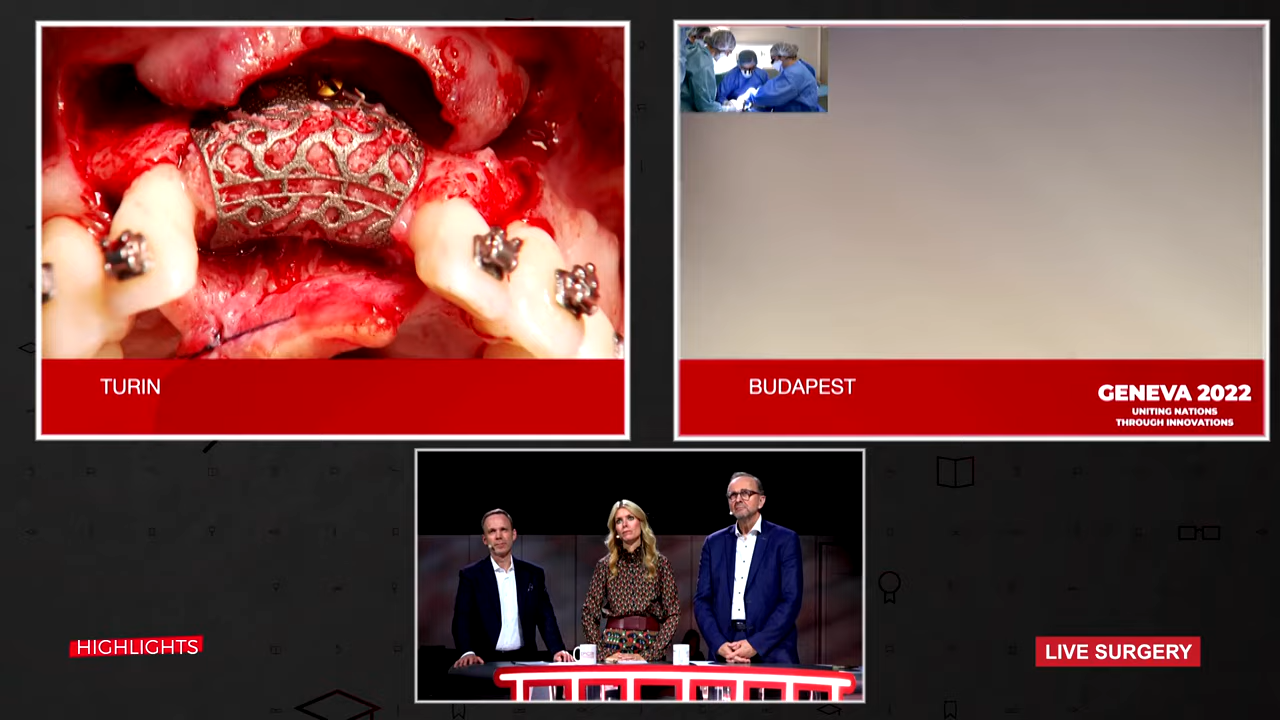 TURIN
BUDAPEST
GENEVA 2022
UNITING NATIONS
THROUGH INNOVATIONS
HIGHLIGHTS
LIVE SURGERY